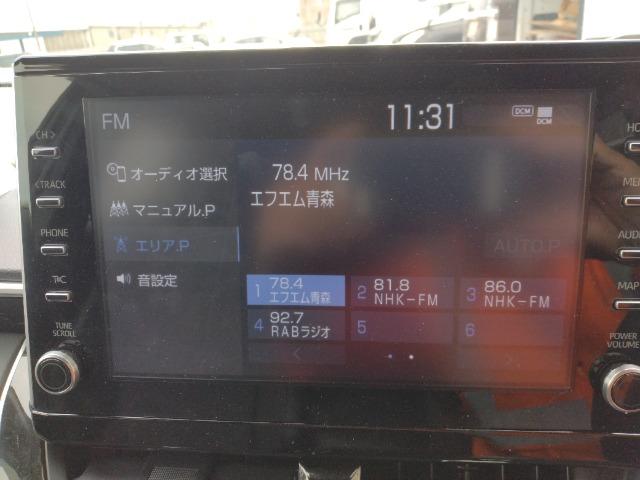 FM
11:31
DCM
DCM
CH >
オーディオ選択
78.4 MHz
<TRACK
マニュアル.P
エフエム青森
PHONE
エリア.P
AUTO.P
音設定
1 78.4 エフエム青森
2 81.8 NHK-FM
3 86.0 NHK-FM
4 92.7 RABラジオ
5
6
TUNE
SCROLL
< >
MAP
POWER
VOLUME